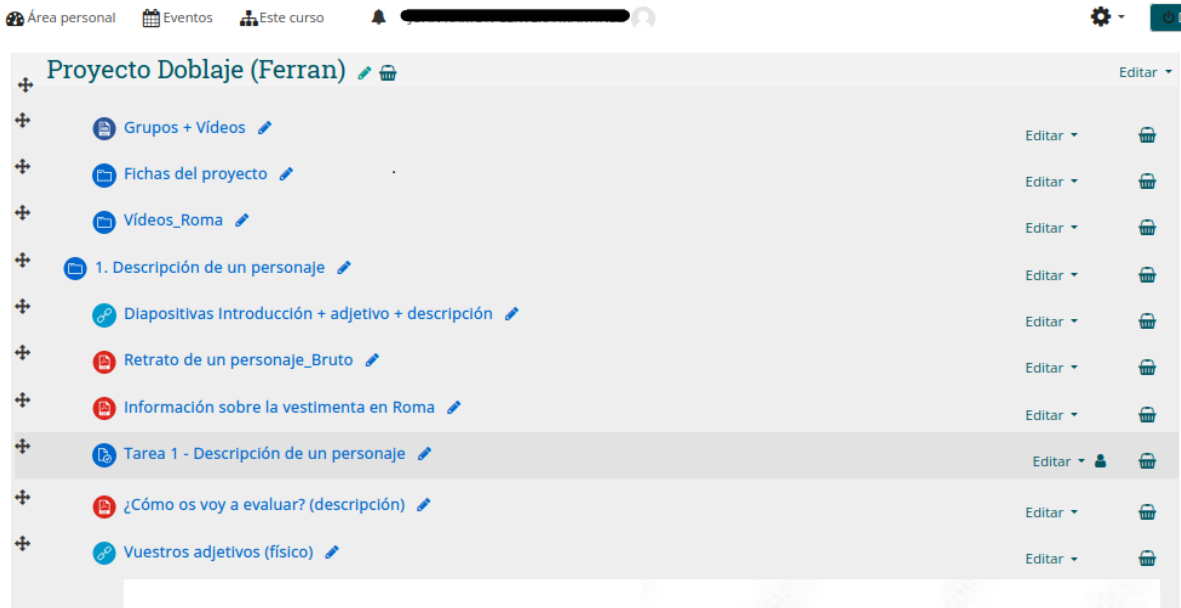 Área personal Eventos Este curso
Proyecto Doblaje (Ferran) Editar
Grupos + Vídeos Editar
Fichas del proyecto Editar
Vídeos_Roma Editar
1. Descripción de un personaje Editar
Diapositivas Introducción + adjetivo + descripción Editar
Retrato de un personaje_Bruto Editar
Información sobre la vestimenta en Roma Editar
Tarea 1 - Descripción de un personaje Editar
¿Cómo os voy a evaluar? (descripción) Editar
Vuestros adjetivos (físico) Editar